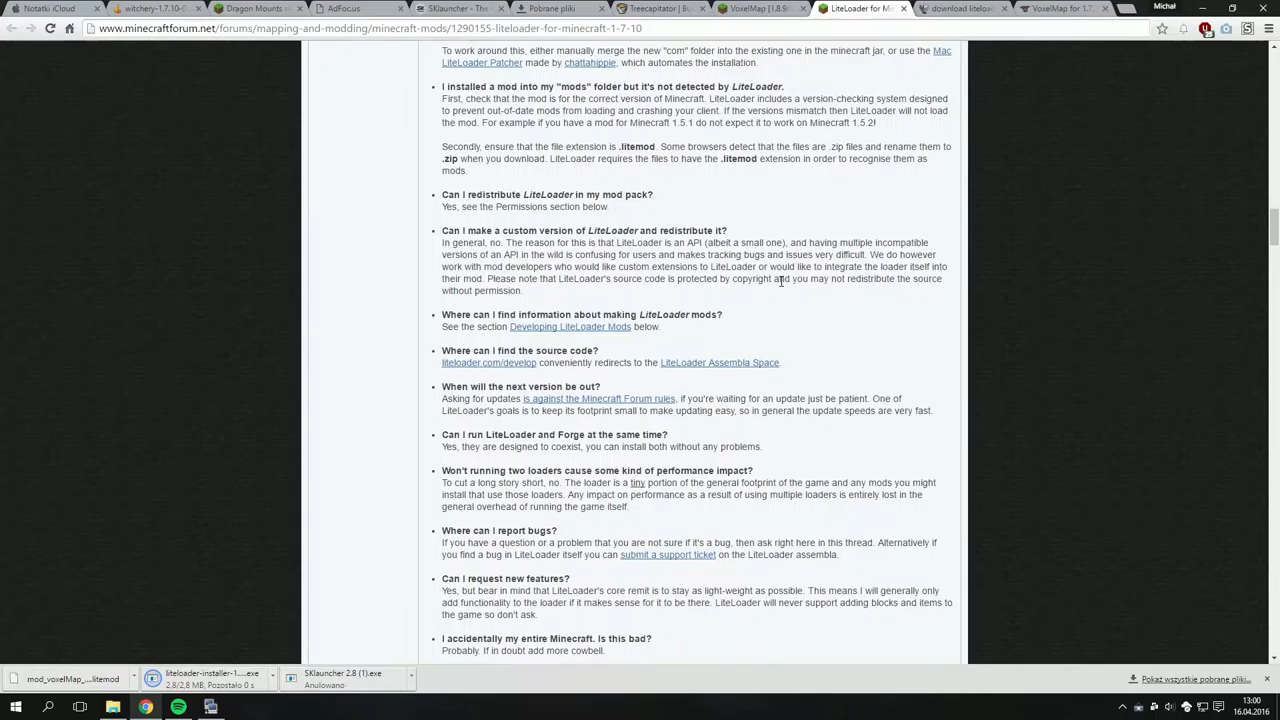 Notatki iCloud
witchery-1.7.10-0
Dragon Mounts
AdFoc.us
SKlauncher - The
Pobrane pliki
Treecapitator | Bu
VoxelMap [1.8.9/
LiteLoader for Min
download liteload
VoxelMap for 1.7.
Michał
www.minecraftforum.net/forums/mapping-and-modding/minecraft-mods/1290155-liteloader-for-minecraft-1-7-10
To work around this, either manually merge the new "com" folder into the existing one in the minecraft jar, or use the Mac
LiteLoader Patcher made by chattahippie, which automates the installation.
• I installed a mod into my "mods" folder but it's not detected by LiteLoader.
First, check that the mod is for the correct version of Minecraft. LiteLoader includes a version-checking system designed
to prevent out-of-date mods from loading and crashing your client. If the versions mismatch then LiteLoader will not load
the mod. For example if you have a mod for Minecraft 1.5.1 do not expect it to work on Minecraft 1.5.2!
Secondly, ensure that the file extension is .litemod. Some browsers detect that the files are .zip files and rename them to
.zip when you download. LiteLoader requires the files to have the .litemod extension in order to recognise them as
mods.
• Can I redistribute LiteLoader in my mod pack?
Yes, see the Permissions section below.
• Can I make a custom version of LiteLoader and redistribute it?
In general, no. The reason for this is that LiteLoader is an API (albeit a small one), and having multiple incompatible
versions of an API in the wild is confusing for users and makes tracking bugs and issues very difficult. We do however
work with mod developers who would like custom extensions to LiteLoader or would like to integrate the loader itself into
their mod. Please note that LiteLoader's source code is protected by copyright and you may not redistribute the source
without permission.
• Where can I find information about making LiteLoader mods?
See the section Developing LiteLoader Mods below.
• Where can I find the source code?
liteloader.com/develop conveniently redirects to the LiteLoader Assembla Space.
• When will the next version be out?
Asking for updates is against the Minecraft Forum rules, if you're waiting for an update just be patient. One of
LiteLoader's goals is to keep its footprint small to make updating easy, so in general the update speeds are very fast.
• Can I run LiteLoader and Forge at the same time?
Yes, they are designed to coexist, you can install both without any problems.
• Won't running two loaders cause some kind of performance impact?
To cut a long story short, no. The loader is a tiny portion of the general footprint of the game and any mods you might
install that use those loaders. Any impact on performance as a result of using multiple loaders is entirely lost in the
general overhead of running the game itself.
• Where can I report bugs?
If you have a question or a problem that you are not sure if it's a bug, then ask right here in this thread. Alternatively if
you find a bug in LiteLoader itself you can submit a support ticket on the LiteLoader assembla.
• Can I request new features?
Yes, but bear in mind that LiteLoader's core remit is to stay as light-weight as possible. This means I will generally only
add functionality to the loader if it makes sense for it to be there. LiteLoader will never support adding blocks and items to
the game so don't ask.
• I accidentally my entire Minecraft. Is this bad?
Probably. If in doubt add more cowbell.
mod_voxelMap_....litemod
liteloader-installer-1.....exe
2.8/2,8 MB, Pozostało 0 s
SKlauncher 2.8 (1).exe
Anulowano
Pokaż wszystkie pobrane pliki...
13:00
16.04.2016